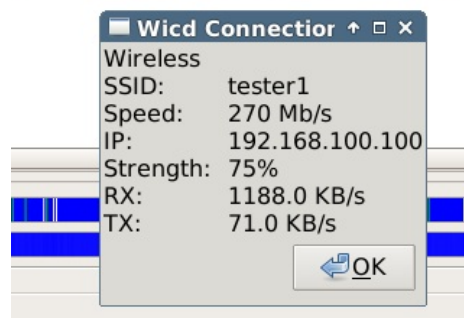 Wicd Connection
Wireless
SSID: tester1
Speed: 270 Mb/s
IP: 192.168.100.100
Strength: 75%
RX: 1188.0 KB/s
TX: 71.0 KB/s
OK